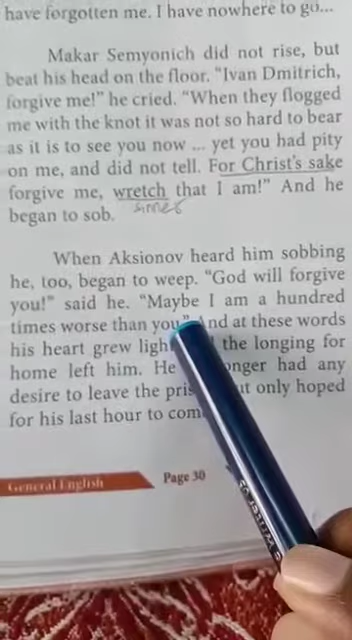 have forgotten me. I have nowhere to go...
Makar Semyonich did not rise, but
beat his head on the floor. “Ivan Dmitrich,
forgive me!” he cried. “When they flogged
me with the knot it was not so hard to bear
as it is to see you now ... yet you had pity
on me, and did not tell. For Christ's sake
forgive me, wretch that I am!” And he
began to sob.
When Aksionov heard him sobbing
he, too, began to weep. “God will forgive
you!” said he. “Maybe I am a hundred
times worse than you” And at these words
his heart grew the longing for
home left him. He had any
desire to leave the only hoped
for his last hour to
General English Page 30